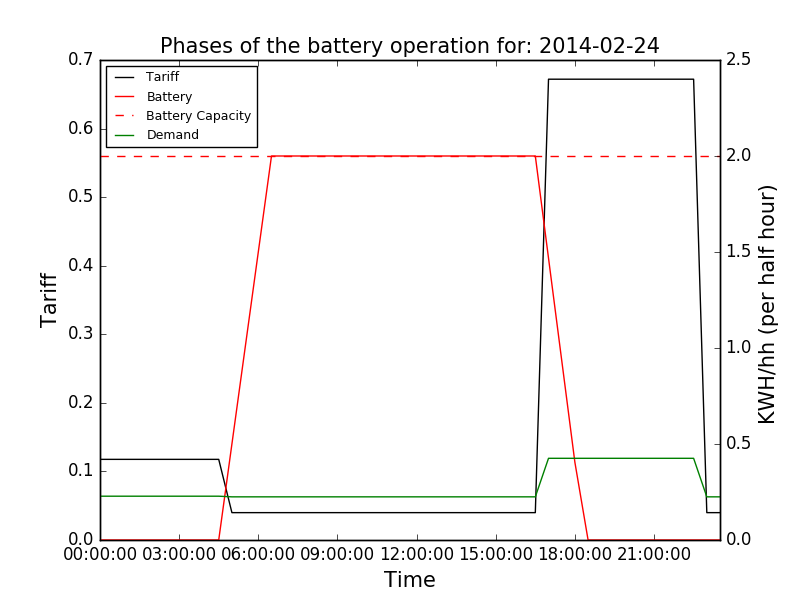 Phases of the battery operation for: 2014-02-24
Tariff
Battery
Battery Capacity
Demand
0.7
0.6
0.5
0.4
0.3
0.2
0.1
0.0
Tariff
2.5
2.0
1.5
1.0
0.5
0.0
KWH/hh (per half hour)
00:00:00 03:00:00 06:00:00 09:00:00 12:00:00 15:00:00 18:00:00 21:00:00
Time